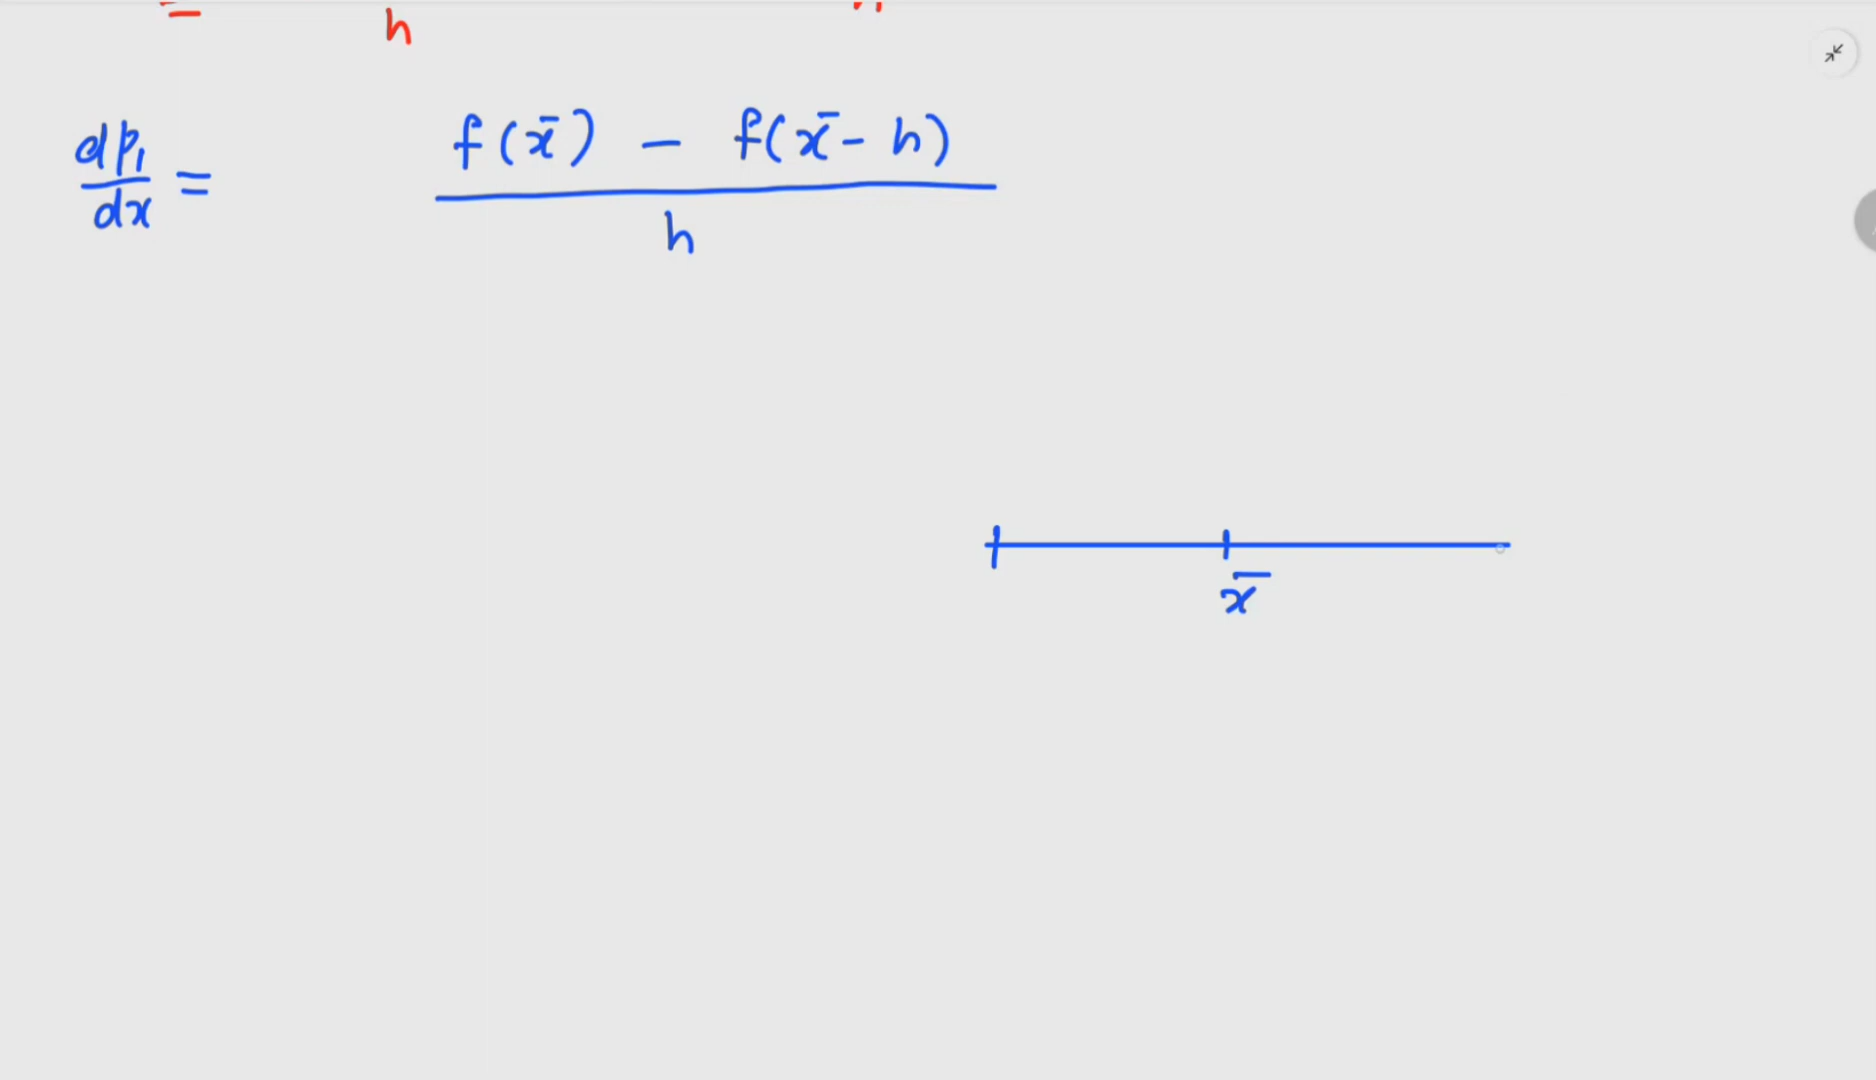 = h
dp₁/dx = (f(x̄) - f(x̄ - h))/h
x̄